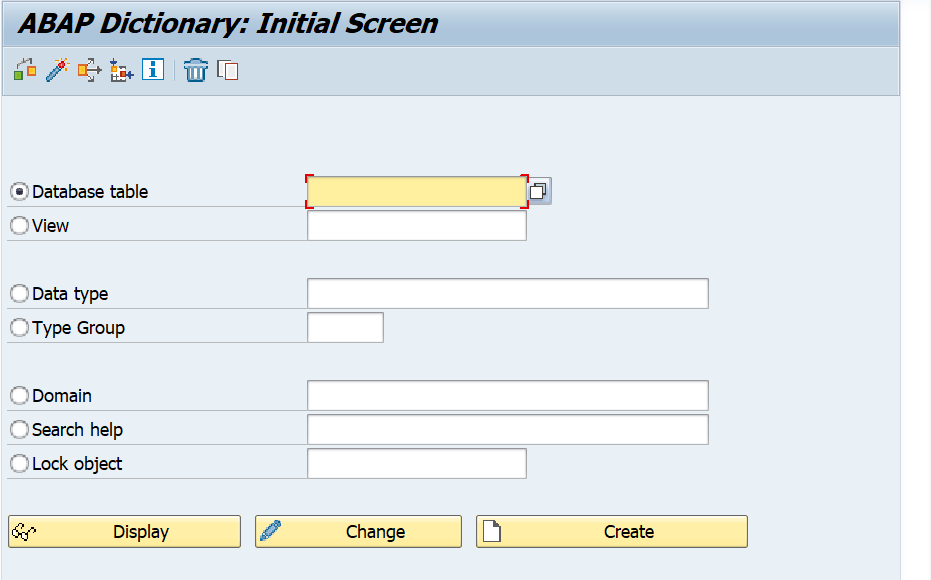 ABAP Dictionary: Initial Screen
Database table
View
Data type
Type Group
Domain
Search help
Lock object
Display Change Create